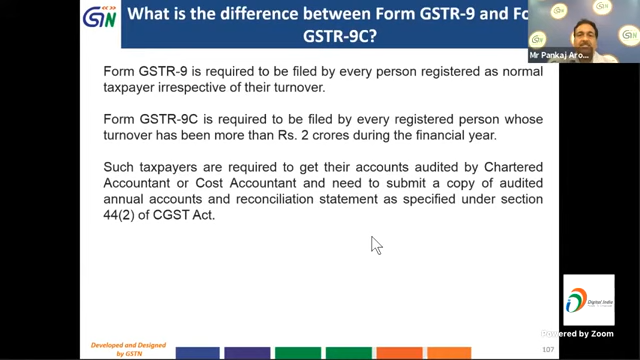 GSTN
What is the difference between Form GSTR-9 and Fo
GSTR-9C?
Mr Pankaj Aro...
Form GSTR-9 is required to be filed by every person registered as normal
taxpayer irrespective of their turnover.
Form GSTR-9C is required to be filed by every registered person whose
turnover has been more than Rs. 2 crores during the financial year.
Such taxpayers are required to get their accounts audited by Chartered
Accountant or Cost Accountant and need to submit a copy of audited
annual accounts and reconciliation statement as specified under section
44(2) of CGST Act.
Digital India
Powered by Zoom
Developed and Designed
by GSTN
107